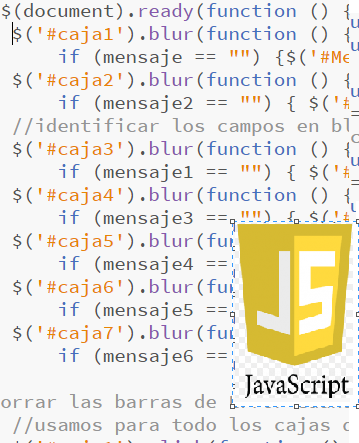 $(document).ready(function () {
$('#caja1').blur(function () {
if (mensaje == "") {$('#Me
$('#caja2').blur(function () {
if (mensaje2 == "") { $('#
//identificar los campos en bl
$('#caja3').blur(function () {
if (mensaje1 == "") { $('#
$('#caja4').blur(function () {
if (mensaje3 == "") { $('#
$('#caja5').blur(fu
if (mensaje4 ==
$('#caja6').blur(fu
if (mensaje5 ==
$('#caja7').blur(fu
if (mensaje6 ==
JS
JavaScript
orrar las barras de
//usamos para todo los cajas c